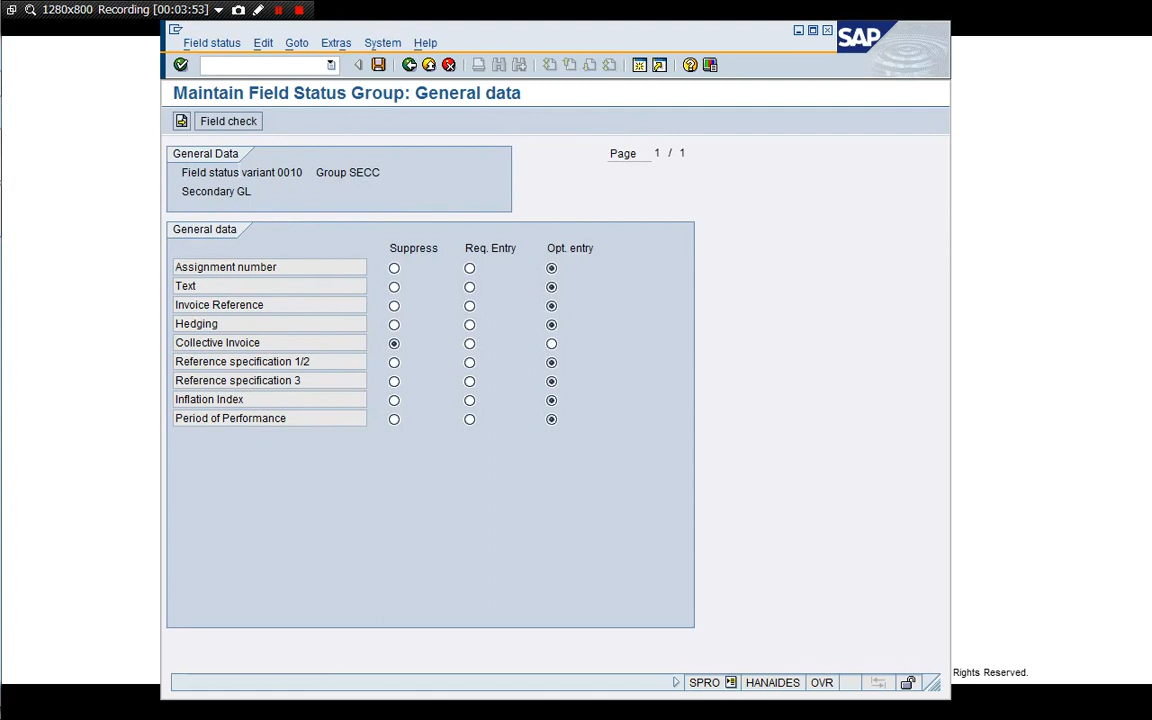 1280x800 Recording [00:03:53]
Field status Edit Goto Extras System Help
SAP
Maintain Field Status Group: General data
Field check
General Data
Page 1 / 1
Field status variant 0010 Group SECC
Secondary GL
General data
Suppress Req. Entry Opt. entry
Assignment number
Text
Invoice Reference
Hedging
Collective Invoice
Reference specification 1/2
Reference specification 3
Inflation Index
Period of Performance
Rights Reserved.
SPRO HANAIDES OVR